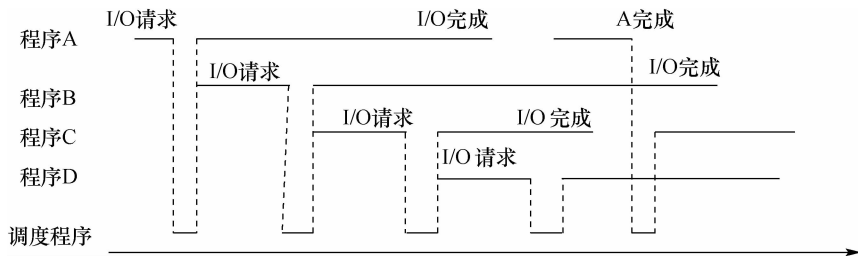 I/O请求 I/O完成 A完成
程序A
I/O请求 I/O完成
程序B
I/O请求 I/O 完成
程序C
I/O 请求
程序D
调度程序